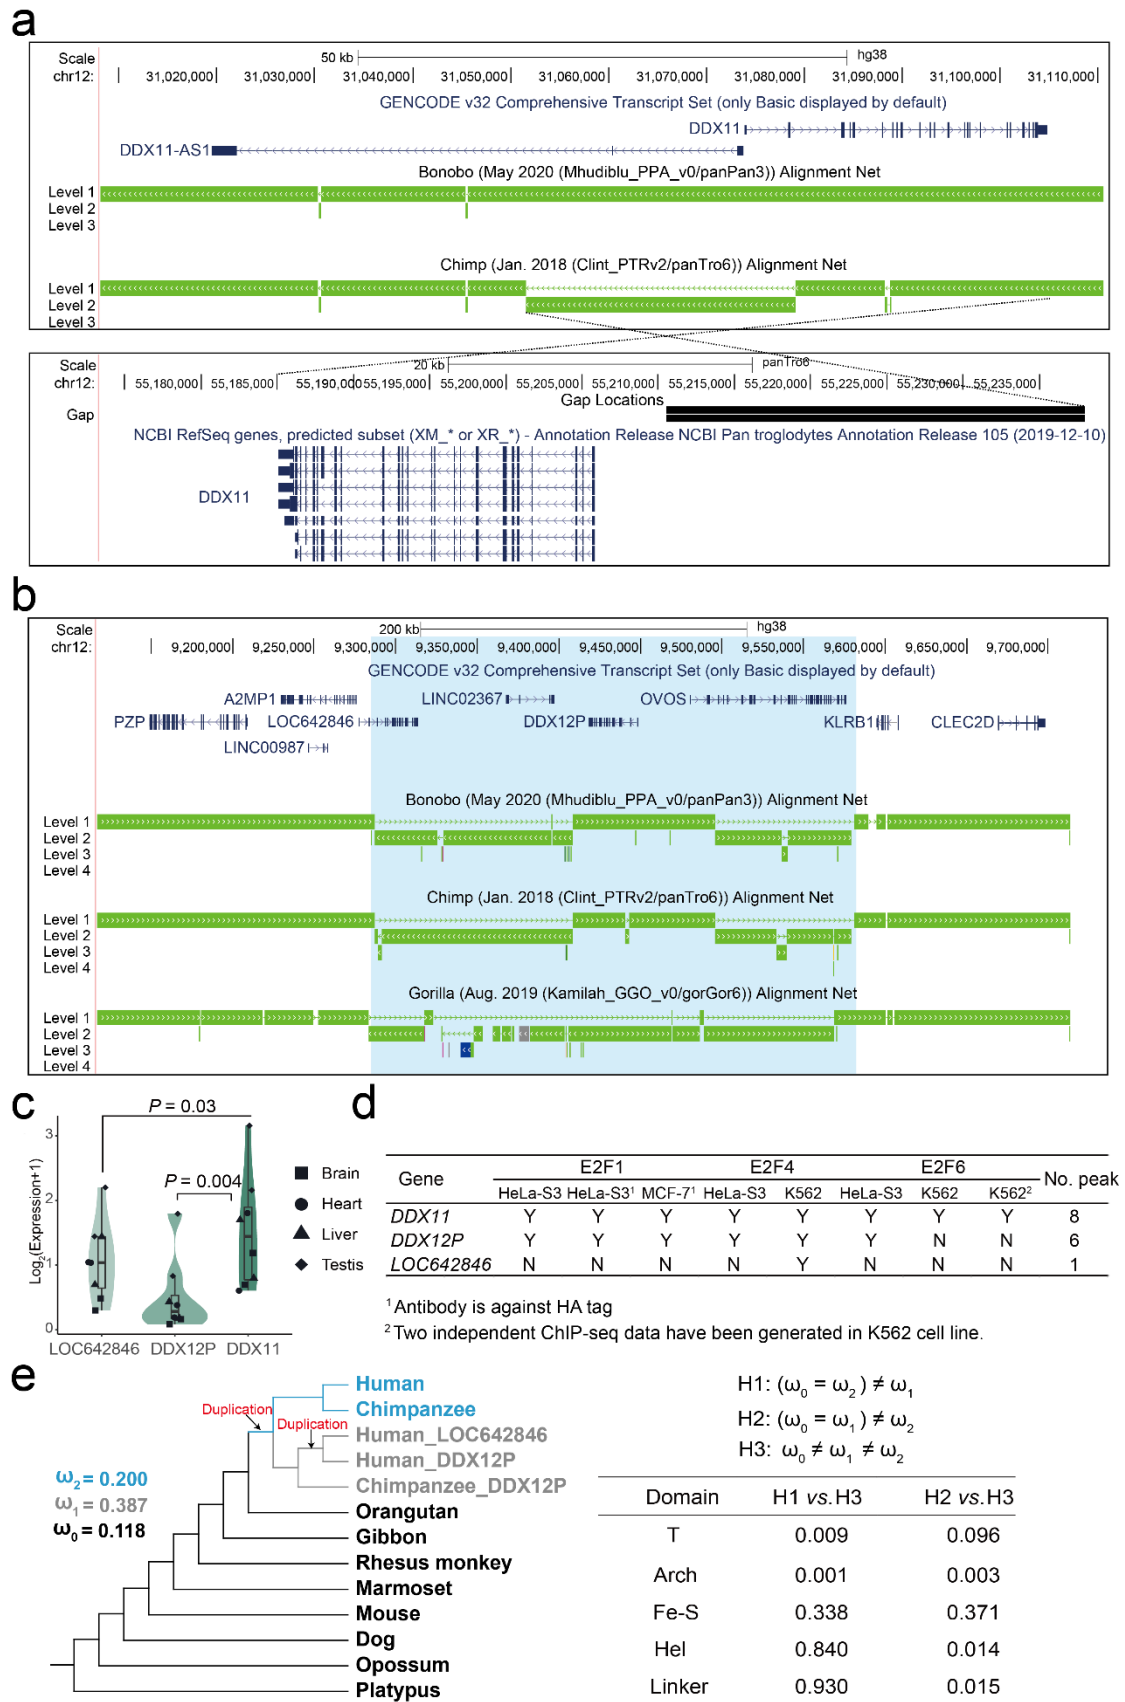 a
Scale
50 kb
hg38
chr12:
31,020,000
31,030,000
31,040,000
31,050,000
31,060,000
31,070,000
31,080,000
31,090,000
31,100,000
31,110,000
GENCODE v32 Comprehensive Transcript Set (only Basic displayed by default)
DDX11
DDX11-AS1
Bonobo (May 2020 (Mhudiblu_PPA_v0/panPan3)) Alignment Net
Level 1
Level 2
Level 3
Chimp (Jan. 2018 (Clint_PTRv2/panTro6)) Alignment Net
Level 1
Level 2
Level 3
Scale
20 kb
panTro6
chr12:
55,180,000
55,185,000
55,190,000
55,195,000
55,200,000
55,205,000
55,210,000
55,215,000
55,220,000
55,225,000
55,230,000
55,235,000
Gap Locations
Gap
NCBI RefSeq genes, predicted subset (XM_* or XR_*) - Annotation Release NCBI Pan troglodytes Annotation Release 105 (2019-12-10)
DDX11
b
Scale
200 kb
hg38
chr12:
9,200,000
9,250,000
9,300,000
9,350,000
9,400,000
9,450,000
9,500,000
9,550,000
9,600,000
9,650,000
9,700,000
GENCODE v32 Comprehensive Transcript Set (only Basic displayed by default)
A2MP1
LINC02367
OVOS
PZP
LOC642846
DDX12P
KLRB1
CLEC2D
LINC00987
Bonobo (May 2020 (Mhudiblu_PPA_v0/panPan3)) Alignment Net
Level 1
Level 2
Level 3
Level 4
Chimp (Jan. 2018 (Clint_PTRv2/panTro6)) Alignment Net
Level 1
Level 2
Level 3
Level 4
Gorilla (Aug. 2019 (Kamilah_GGO_v0/gorGor6)) Alignment Net
Level 1
Level 2
Level 3
Level 4
c
P = 0.03
P = 0.004
Log2(Expression+1)
3
2
1
0
LOC642846 DDX12P DDX11
Brain
Heart
Liver
Testis
d
Gene E2F1 E2F4 E2F6 No. peak
HeLa-S3 HeLa-S3¹ MCF-7¹ HeLa-S3 K562 HeLa-S3 K562 K562²
DDX11 Y Y Y Y Y Y Y Y 8
DDX12P Y Y Y Y Y Y N N 6
LOC642846 N N N N Y N N N 1
¹Antibody is against HA tag
²Two independent ChIP-seq data have been generated in K562 cell line.
e
Human
Chimpanzee
Human_LOC642846
Human_DDX12P
Chimpanzee_DDX12P
Orangutan
Gibbon
Rhesus monkey
Marmoset
Mouse
Dog
Opossum
Platypus
Duplication
Duplication
ω₂ = 0.200
ω₁ = 0.387
ω₀ = 0.118
H1: (ω₀ = ω₂ ) ≠ ω₁
H2: (ω₀ = ω₁ ) ≠ ω₂
H3: ω₀ ≠ ω₁ ≠ ω₂
Domain H1 vs.H3 H2 vs.H3
T 0.009 0.096
Arch 0.001 0.003
Fe-S 0.338 0.371
Hel 0.840 0.014
Linker 0.930 0.015